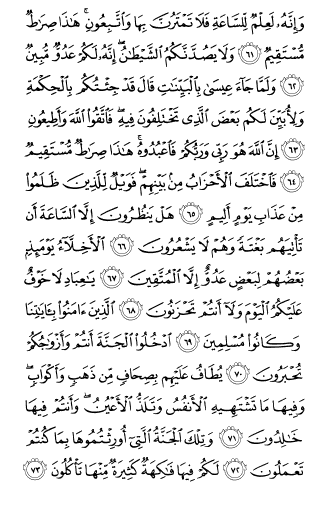 وَإِنَّهُۥ لَعِلْمٌ لِّلسَّاعَةِ فَلَا تَمْتَرُنَّ بِهَا وَٱتَّبِعُونِ ۚ هَـٰذَا صِرَٰطٌ
مُّسْتَقِيمٌ ٦١ وَلَا يَصُدَّنَّكُمُ ٱلشَّيْطَـٰنُ ۖ إِنَّهُۥ لَكُمْ عَدُوٌّ مُّبِينٌ
٦٢ وَلَمَّا جَآءَ عِيسَىٰ بِٱلْبَيِّنَـٰتِ قَالَ قَدْ جِئْتُكُم بِٱلْحِكْمَةِ
وَلِأُبَيِّنَ لَكُم بَعْضَ ٱلَّذِى تَخْتَلِفُونَ فِيهِ ۖ فَٱتَّقُوا۟ ٱللَّهَ وَأَطِيعُونِ
٦٣ إِنَّ ٱللَّهَ هُوَ رَبِّى وَرَبُّكُمْ فَٱعْبُدُوهُ ۚ هَـٰذَا صِرَٰطٌ مُّسْتَقِيمٌ
٦٤ فَٱخْتَلَفَ ٱلْأَحْزَابُ مِنۢ بَيْنِهِمْ ۖ فَوَيْلٌ لِّلَّذِينَ ظَلَمُوا۟
مِنْ عَذَابِ يَوْمٍ أَلِيمٍ ٦٥ هَلْ يَنظُرُونَ إِلَّا ٱلسَّاعَةَ أَن
تَأْتِيَهُم بَغْتَةً وَهُمْ لَا يَشْعُرُونَ ٦٦ ٱلْأَخِلَّآءُ يَوْمَئِذٍۭ
بَعْضُهُمْ لِبَعْضٍ عَدُوٌّ إِلَّا ٱلْمُتَّقِينَ ٦٧ يَـٰعِبَادِ لَا خَوْفٌ
عَلَيْكُمُ ٱلْيَوْمَ وَلَآ أَنتُمْ تَحْزَنُونَ ٦٨ ٱلَّذِينَ ءَامَنُوا۟ بِـَٔايَـٰتِنَا
وَكَانُوا۟ مُسْلِمِينَ ٦٩ ٱدْخُلُوا۟ ٱلْجَنَّةَ أَنتُمْ وَأَزْوَٰجُكُمْ
تُحْبَرُونَ ٧٠ يُطَافُ عَلَيْهِم بِصِحَافٍ مِّن ذَهَبٍ وَأَكْوَابٍ ۖ
وَفِيهَا مَا تَشْتَهِيهِ ٱلْأَنفُسُ وَتَلَذُّ ٱلْأَعْيُنُ ۖ وَأَنتُمْ فِيهَا
خَـٰلِدُونَ ٧١ وَتِلْكَ ٱلْجَنَّةُ ٱلَّتِىٓ أُورِثْتُمُوهَا بِمَا كُنتُمْ
تَعْمَلُونَ ٧٢ لَكُمْ فِيهَا فَـٰكِهَةٌ كَثِيرَةٌ مِّنْهَا تَأْكُلُونَ ٧٣